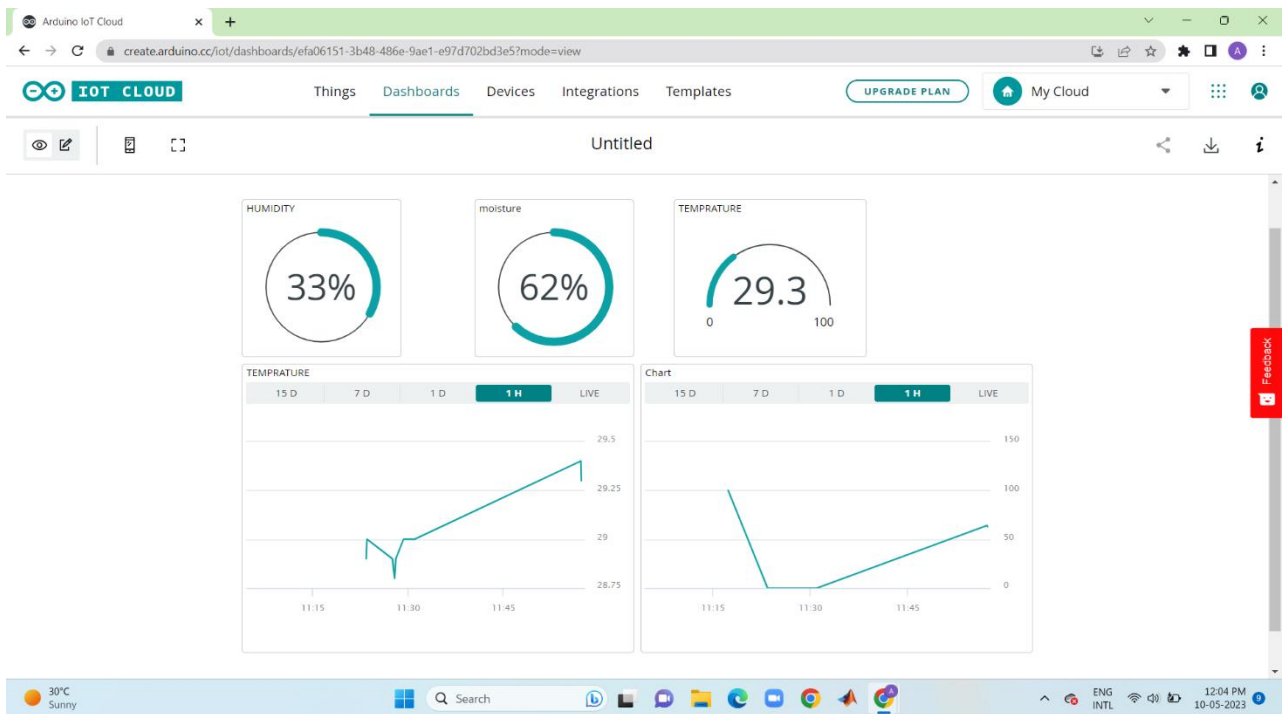 Arduino IoT Cloud
create.arduino.cc/iot/dashboards/efa06151-3b48-486e-9ae1-e97d702bd3e5?mode=view
A
IOT CLOUD
Things Dashboards Devices Integrations Templates UPGRADE PLAN My Cloud
Untitled
i
HUMIDITY
33%
moisture
62%
TEMPRATURE
29.3
0 100
Feedback
TEMPRATURE
15 D 7 D 1 D 1 H LIVE
29.5
29.25
29
28.75
11:15 11:30 11:45
Chart
15 D 7 D 1 D 1 H LIVE
150
100
50
0
11:15 11:30 11:45
30°C
Sunny
Search
ENG
INTL
12:04 PM
10-05-2023
9